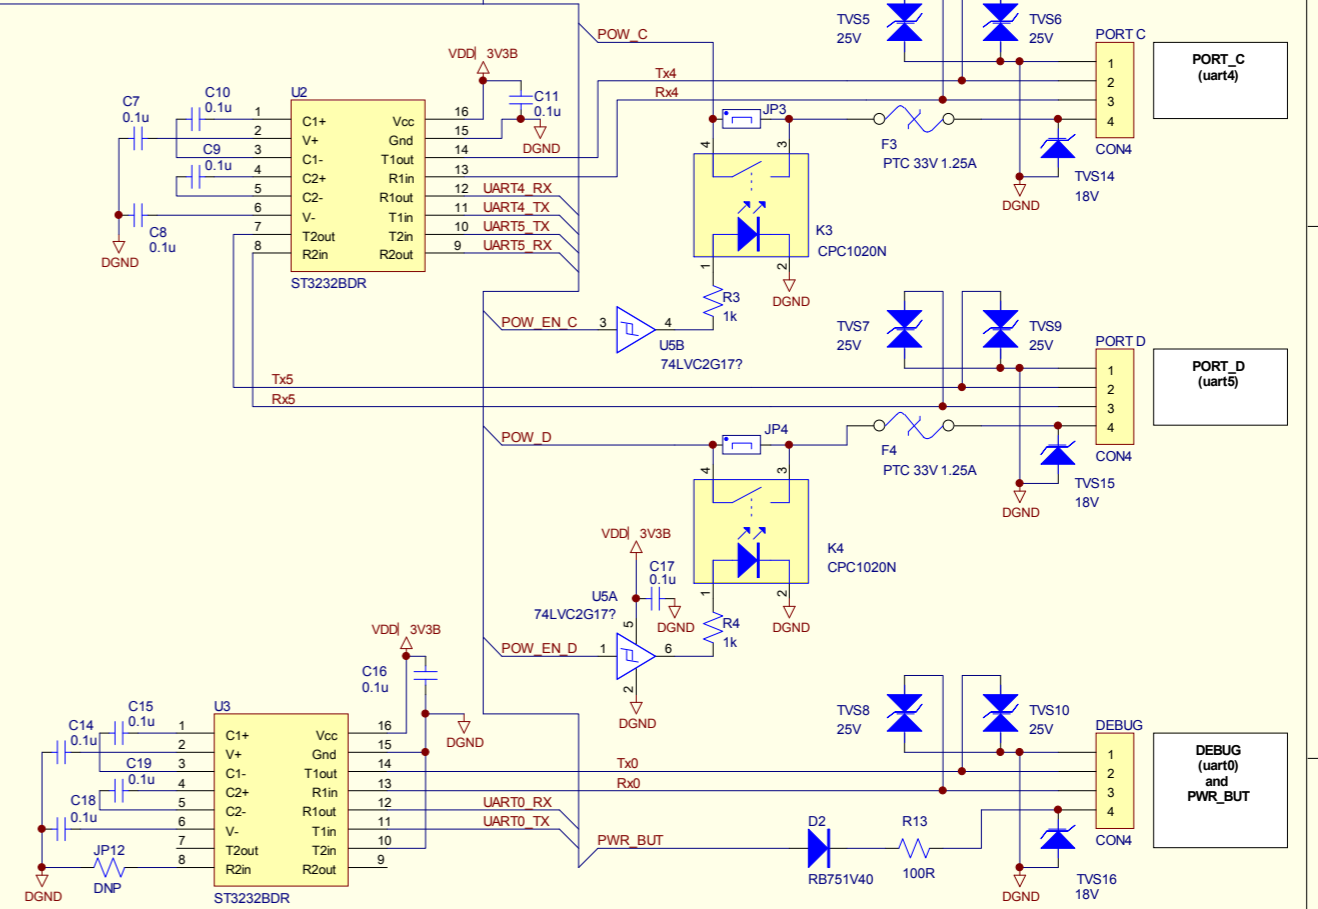 TVS5
25V
TVS6
25V
POW_C
PORT C
PORT_C
(uart4)
1
2
3
4
CON4
VDD| 3V3B
Tx4
Rx4
C11
0.1u
DGND
C7
0.1u
C10
0.1u
C9
0.1u
C8
0.1u
DGND
U2
1 C1+
2 V+
3 C1-
4 C2+
5 C2-
6 V-
7 T2out
8 R2in
Vcc 16
Gnd 15
T1out 14
R1in 13
R1out 12 UART4_RX
T1in 11 UART4_TX
T2in 10 UART5_TX
R2out 9 UART5_RX
ST3232BDR
JP3
4
3
F3
PTC 33V 1.25A
TVS14
18V
DGND
K3
CPC1020N
1
2
DGND
R3
1k
POW_EN_C
3
4
U5B
74LVC2G17?
TVS7
25V
TVS9
25V
PORT D
PORT_D
(uart5)
1
2
3
4
CON4
Tx5
Rx5
POW_D
JP4
4
3
F4
PTC 33V 1.25A
TVS15
18V
DGND
K4
CPC1020N
1
2
DGND
VDD| 3V3B
C17
0.1u
DGND
U5A
74LVC2G17?
5
POW_EN_D
1
6
2
DGND
R4
1k
VDD| 3V3B
C16
0.1u
DGND
C14
0.1u
C15
0.1u
C19
0.1u
C18
0.1u
JP12
DNP
DGND
U3
1 C1+
2 V+
3 C1-
4 C2+
5 C2-
6 V-
7 T2out
8 R2in
Vcc 16
Gnd 15
T1out 14
R1in 13
R1out 12 UART0_RX
T1in 11 UART0_TX
T2in 10
R2out 9
ST3232BDR
Tx0
Rx0
PWR_BUT
D2
RB751V40
R13
100R
TVS8
25V
TVS10
25V
DEBUG
1
2
3
4
CON4
TVS16
18V
DGND
DEBUG
(uart0)
and
PWR_BUT